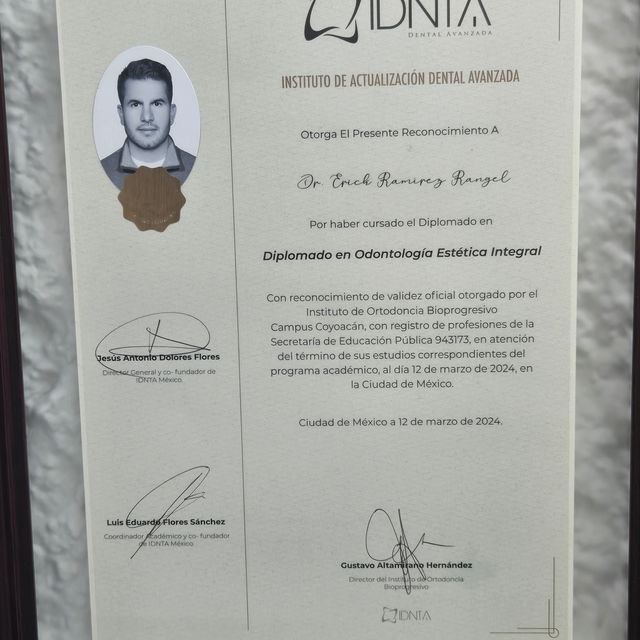 IDNTA
DENTAL AVANZADA
INSTITUTO DE ACTUALIZACIÓN DENTAL AVANZADA
Otorga El Presente Reconocimiento A
Dr. Erick Ramirez Rangel
Por haber cursado el Diplomado en
Diplomado en Odontología Estética Integral
Con reconocimiento de validez oficial otorgado por el
Instituto de Ortodoncia Bioprogresivo
Campus Coyoacán, con registro de profesiones de la
Secretaría de Educación Pública 943173, en atención
del término de sus estudios correspondientes del
programa académico, al día 12 de marzo de 2024, en
la Ciudad de México.
Ciudad de México a 12 de marzo de 2024.
Jesús Antonio Dolores Flores
Director General y co- fundador de
IDNTA México.
Luis Eduardo Flores Sánchez
Coordinador Académico y co- fundador
de IDNTA México
Gustavo Altamirano Hernández
Director del Instituto de Ortodoncia
Bioprogresivo
IDNTA